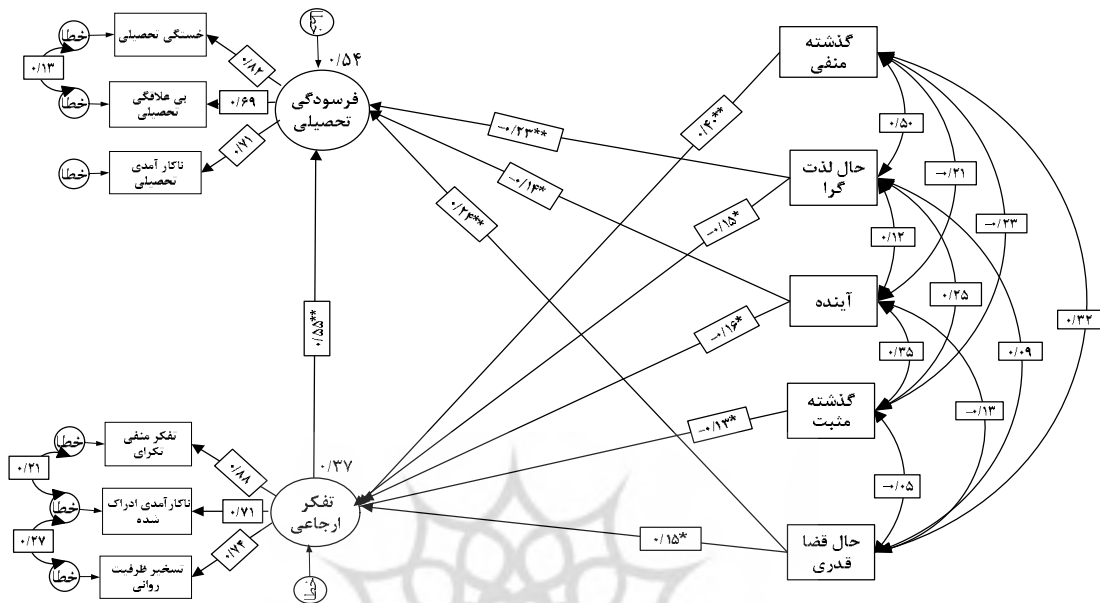 خطا
خستگی تحصیلی
۰/۱۳
خطا
بی علاقگی
تحصیلی
خطا
ناکار آمدی
تحصیلی
۰/۸۲
۰/۶۹
۰/۷۱
خطا
۰/۵۴
فرسودگی
تحصیلی
گذشته
منفی
حال لذت
گرا
آینده
گذشته
مثبت
حال قضا
قدری
۰/۴۰**
-۰/۲۳**
-۰/۱۴*
۰/۲۴**
-۰/۱۵*
-۰/۱۶*
-۰/۱۳*
۰/۱۵*
۰/۵۵**
۰/۵۰
-۰/۲۱
-۰/۲۳
۰/۱۲
۰/۲۵
۰/۳۲
۰/۳۵
۰/۰۹
-۰/۱۳
-۰/۰۵
۰/۳۷
تفکر
ارجاعی
خطا
خطا
تفکر منفی
تکرای
۰/۲۱
خطا
ناکارآمدی ادراک
شده
۰/۲۷
خطا
تسخیر ظرفیت
روانی
۰/۸۸
۰/۷۱
۰/۷۴